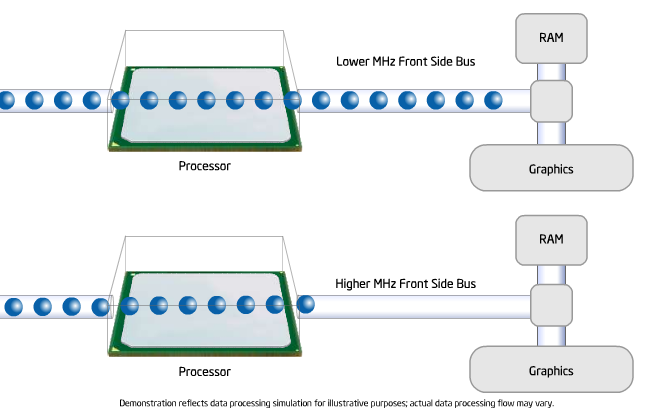 RAM
Lower MHz Front Side Bus
Processor
Graphics
RAM
Higher MHz Front Side Bus
Processor
Graphics
Demonstration reflects data processing simulation for illustrative purposes; actual data processing flow may vary.